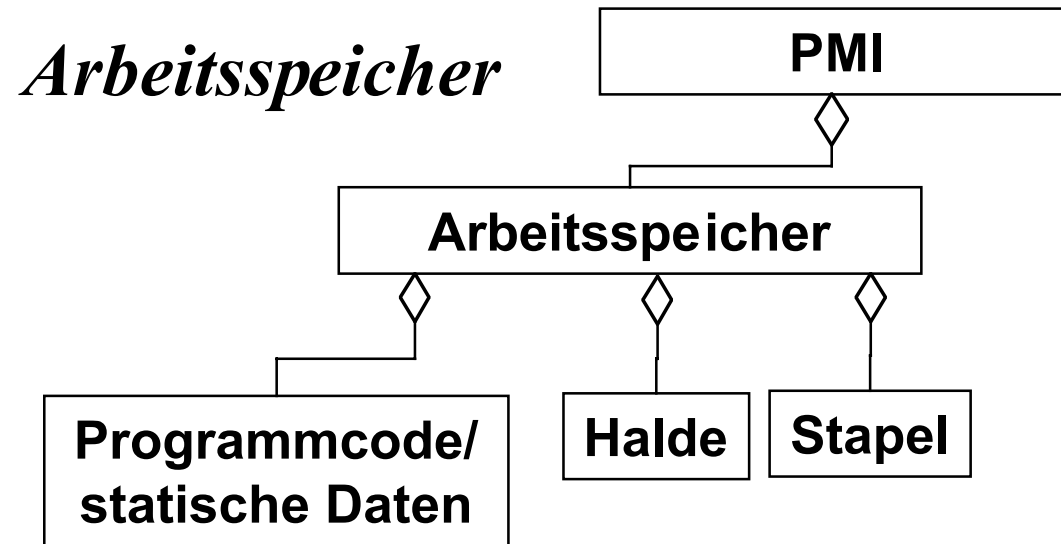 Arbeitsspeicher
PMI
Arbeitsspeicher
Programmcode/
statische Daten
Halde
Stapel